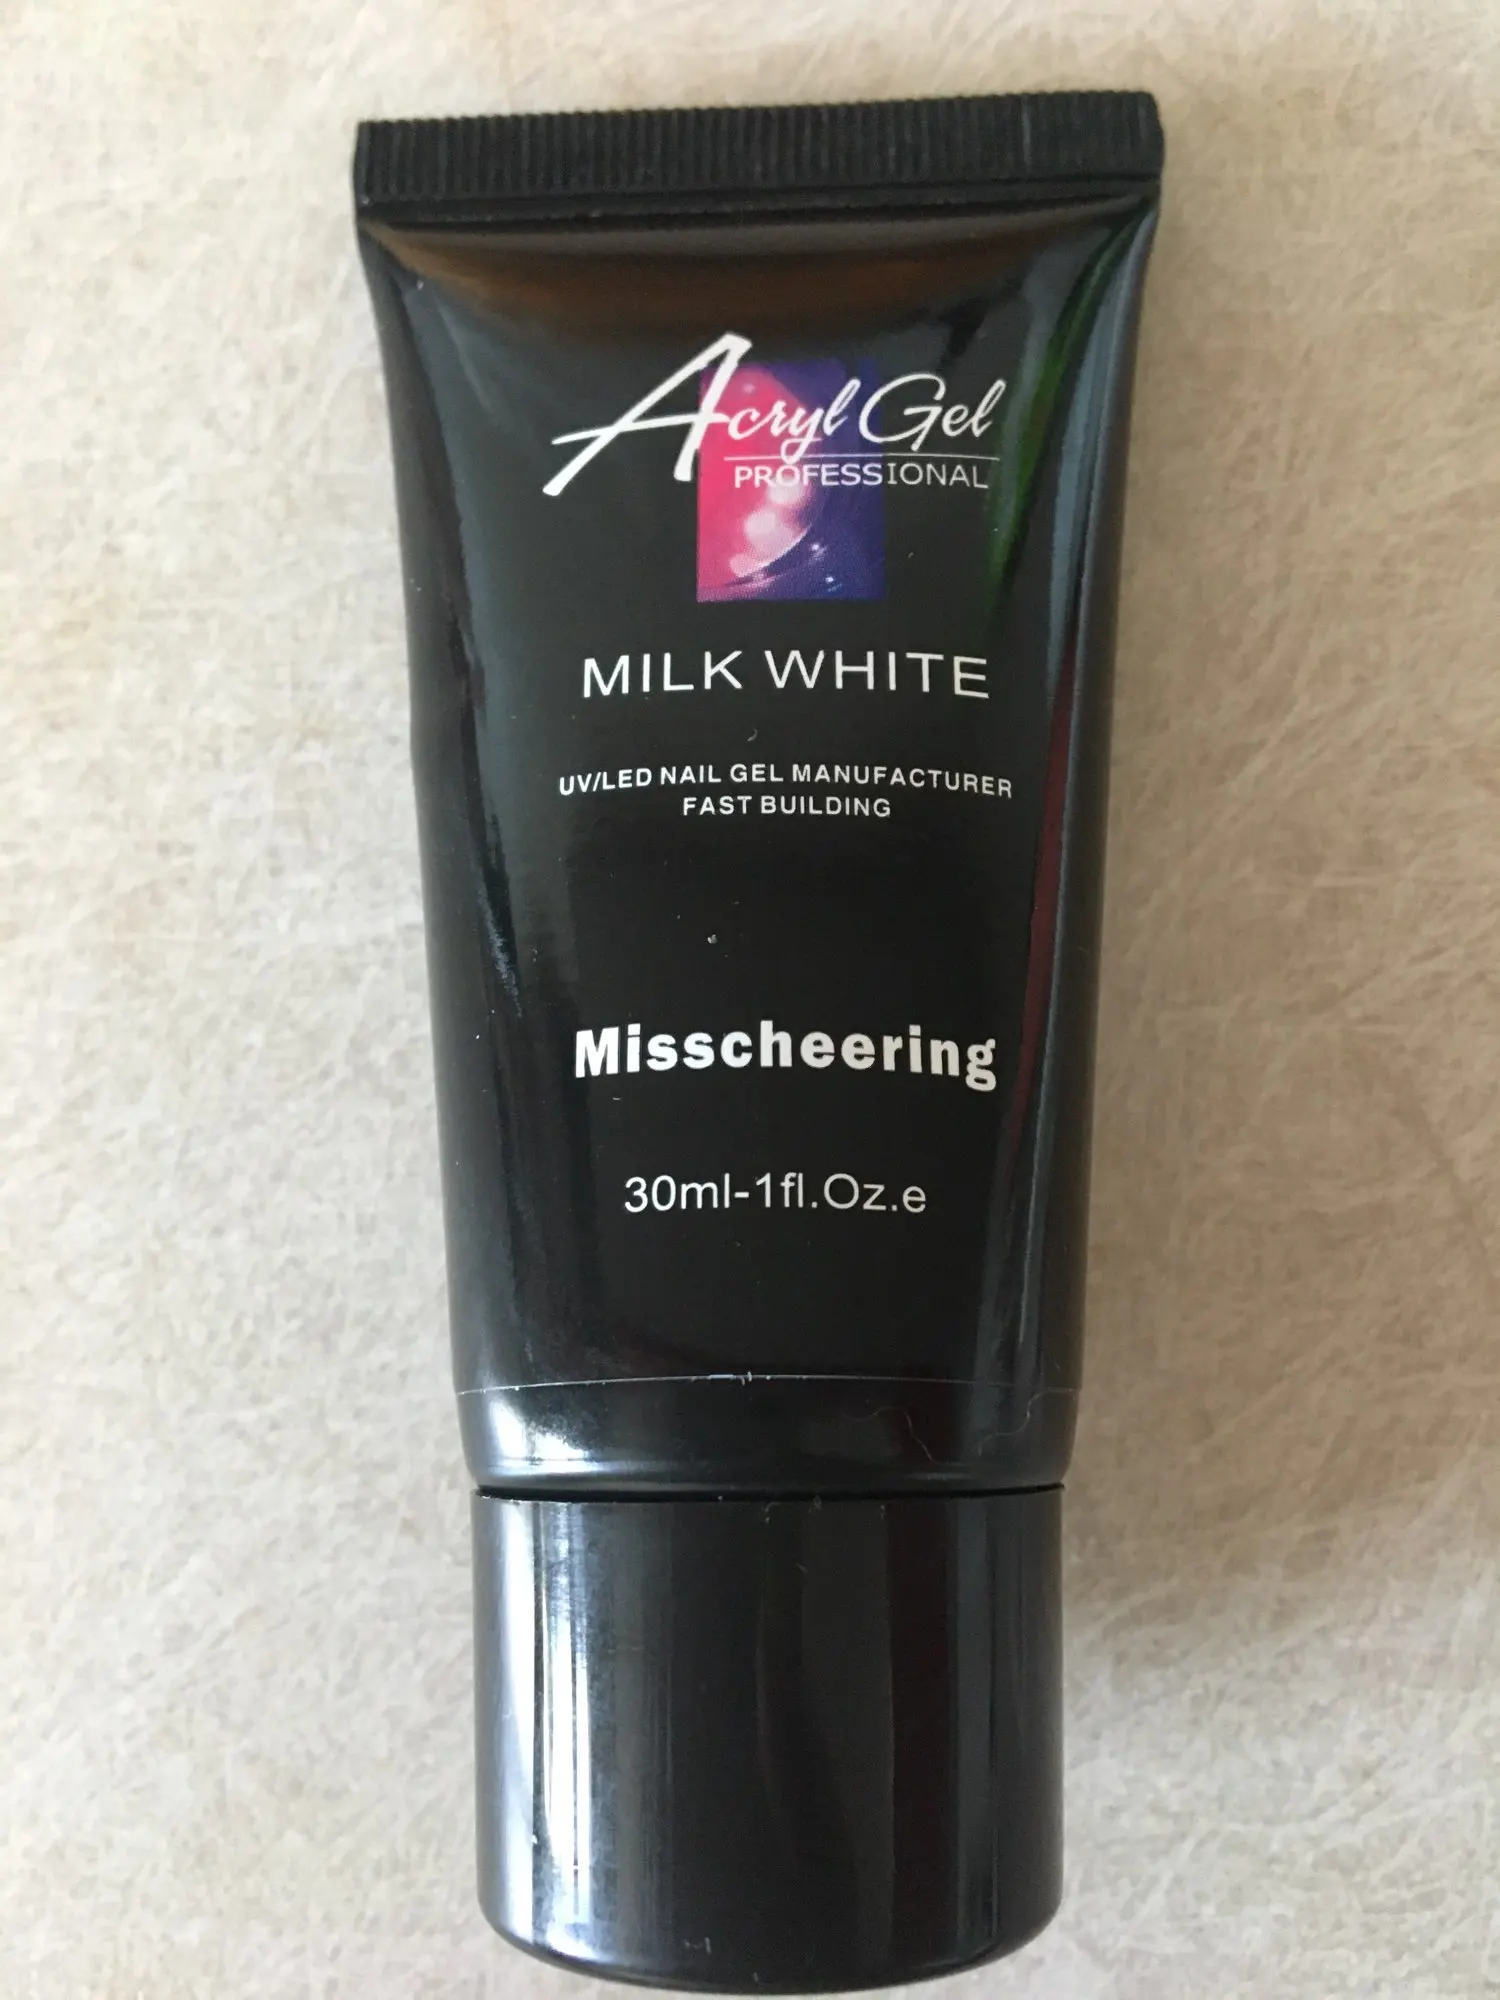 Acryl Gel
PROFESSIONAL
MILK WHITE
UV/LED NAIL GEL MANUFACTURER
FAST BUILDING
Misscheering
30ml-1fl.Oz.e